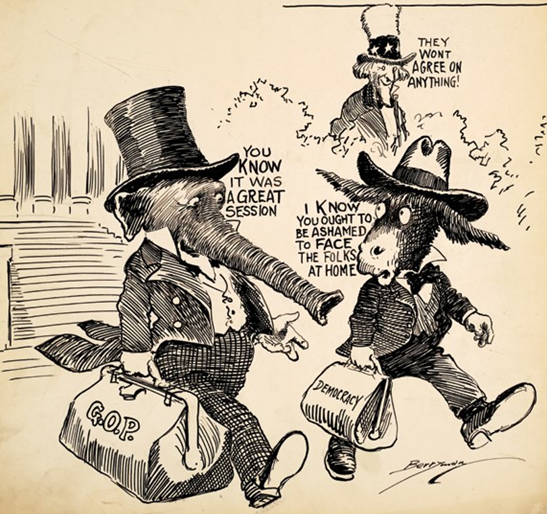 THEY
WONT
AGREE ON
ANYTHING!
YOU
KNOW
IT WAS
A GREAT
SESSION
I KNOW
YOU OUGHT TO
BE ASHAMED
TO FACE
THE FOLKS
AT HOME
G.O.P.
DEMOCRACY
Berryman